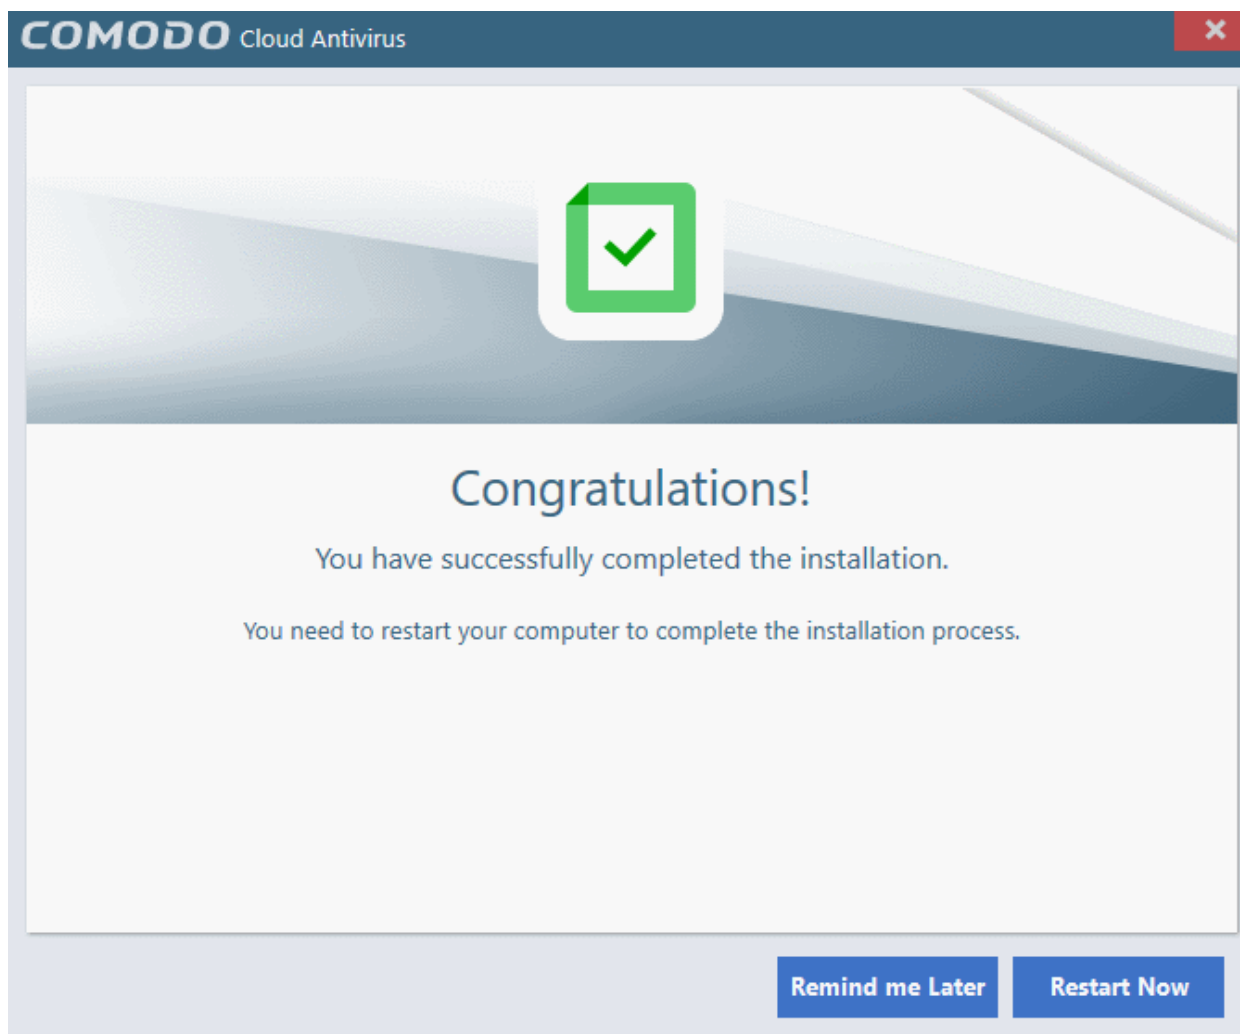 COMODO Cloud Antivirus
Congratulations!
You have successfully completed the installation.
You need to restart your computer to complete the installation process.
Remind me Later
Restart Now